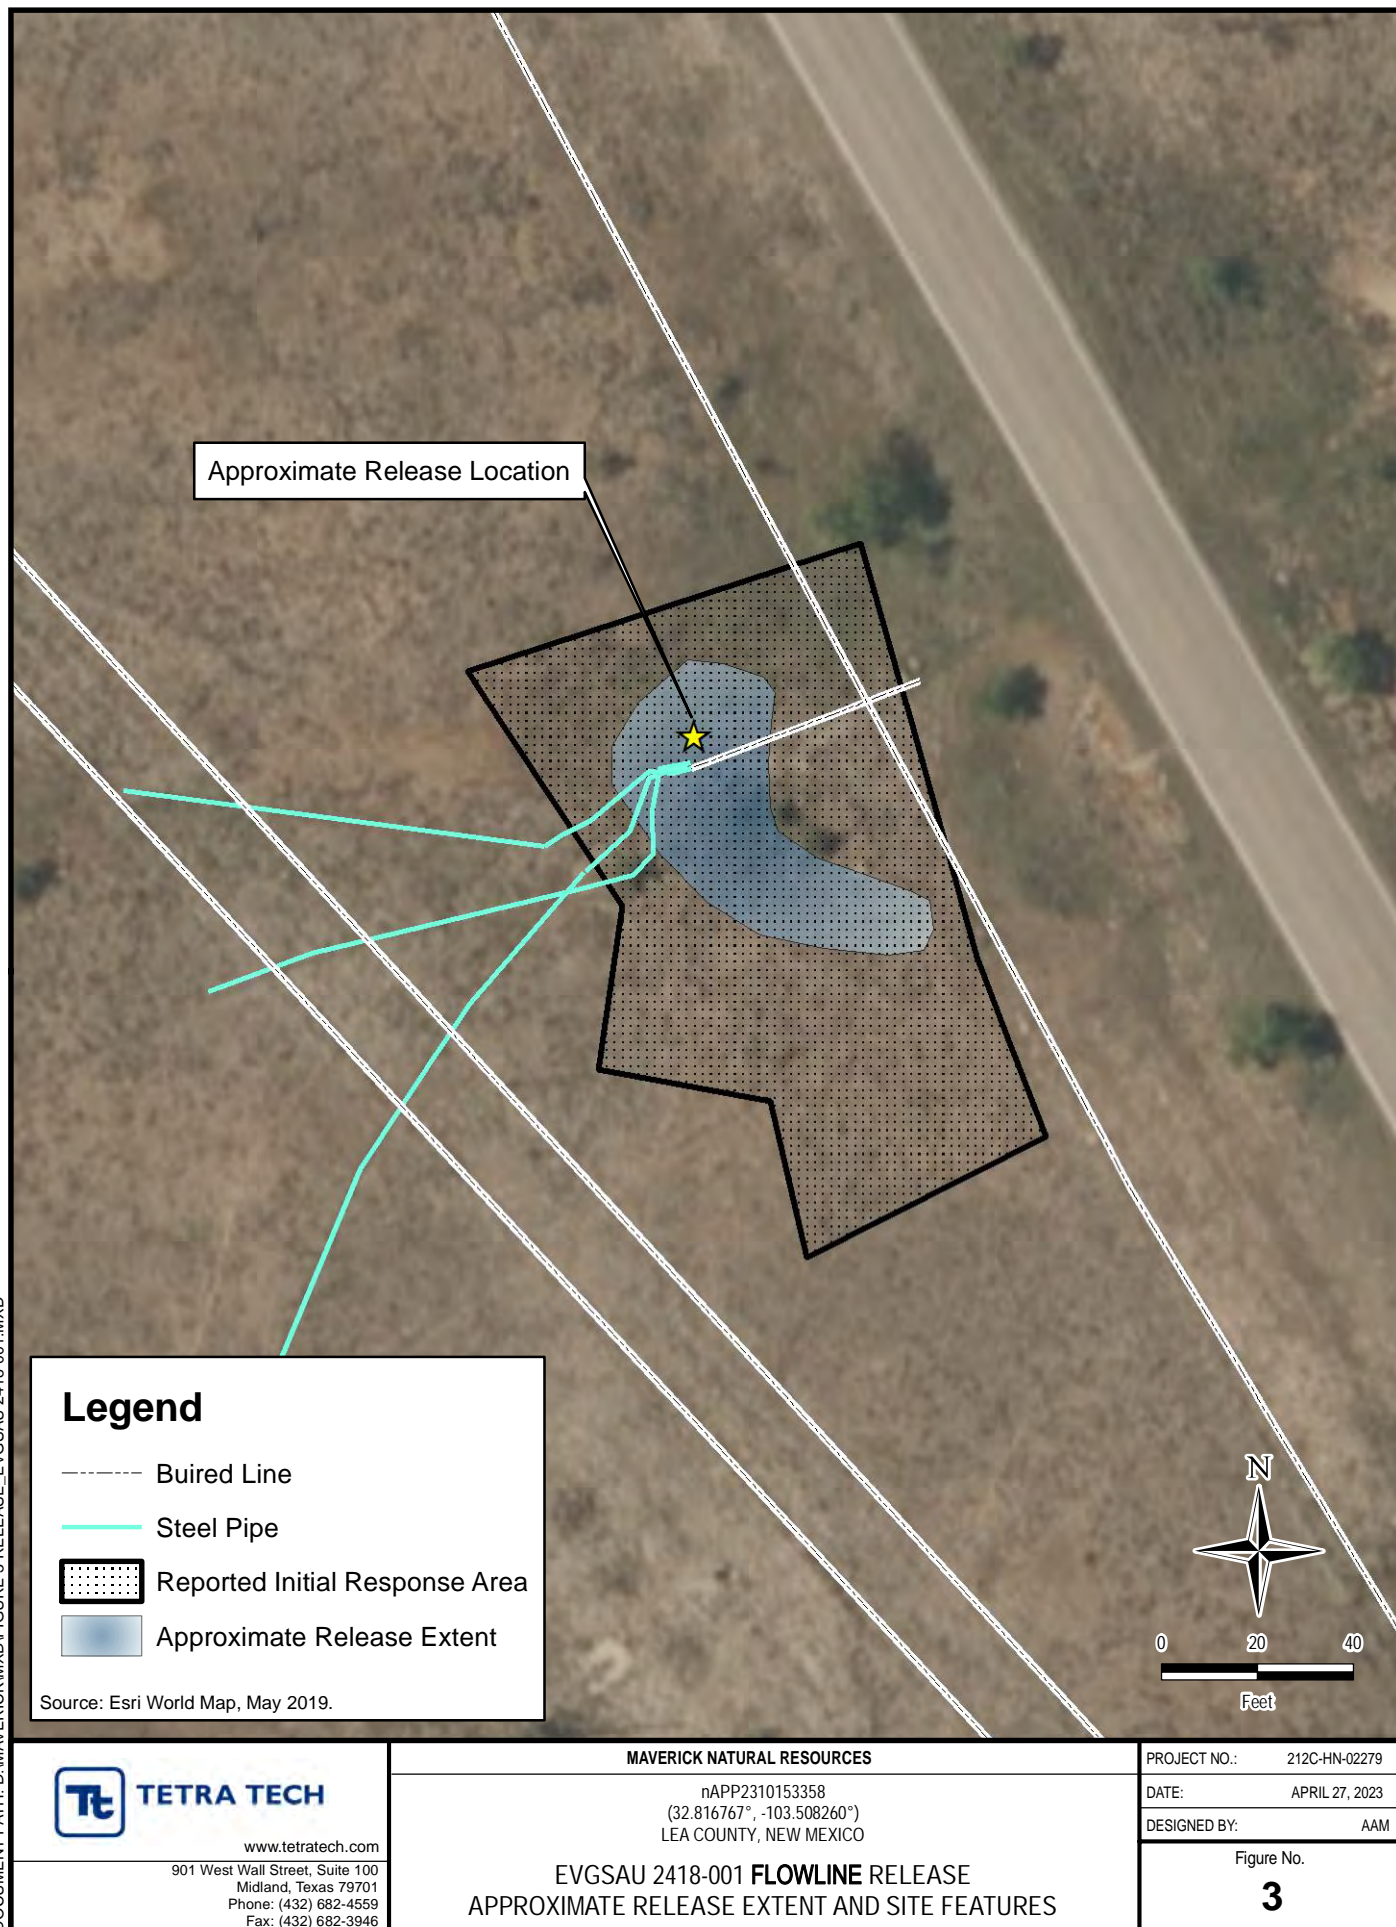 Approximate Release Location
Legend
Buired Line
Steel Pipe
Reported Initial Response Area
Approximate Release Extent
Source: Esri World Map, May 2019.
N
0 20 40
Feet
Tt TETRA TECH
www.tetratech.com
901 West Wall Street, Suite 100
Midland, Texas 79701
Phone: (432) 682-4559
Fax: (432) 682-3946
MAVERICK NATURAL RESOURCES
nAPP2310153358
(32.816767°, -103.508260°)
LEA COUNTY, NEW MEXICO
EVGSAU 2418-001 FLOWLINE RELEASE
APPROXIMATE RELEASE EXTENT AND SITE FEATURES
PROJECT NO.: 212C-HN-02279
DATE: APRIL 27, 2023
DESIGNED BY: AAM
Figure No.
3